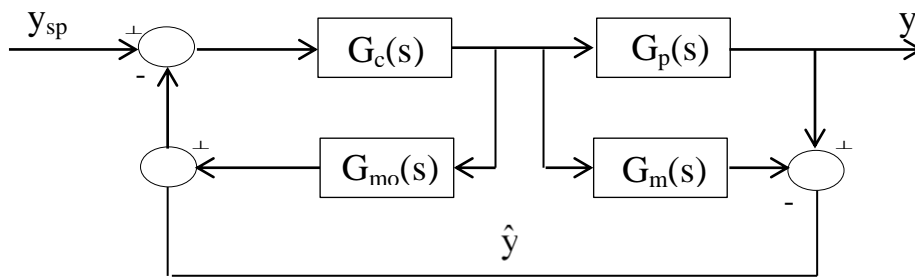 y_sp
+
-
G_c(s)
G_p(s)
y
+
G_mo(s)
G_m(s)
+
-
ŷ